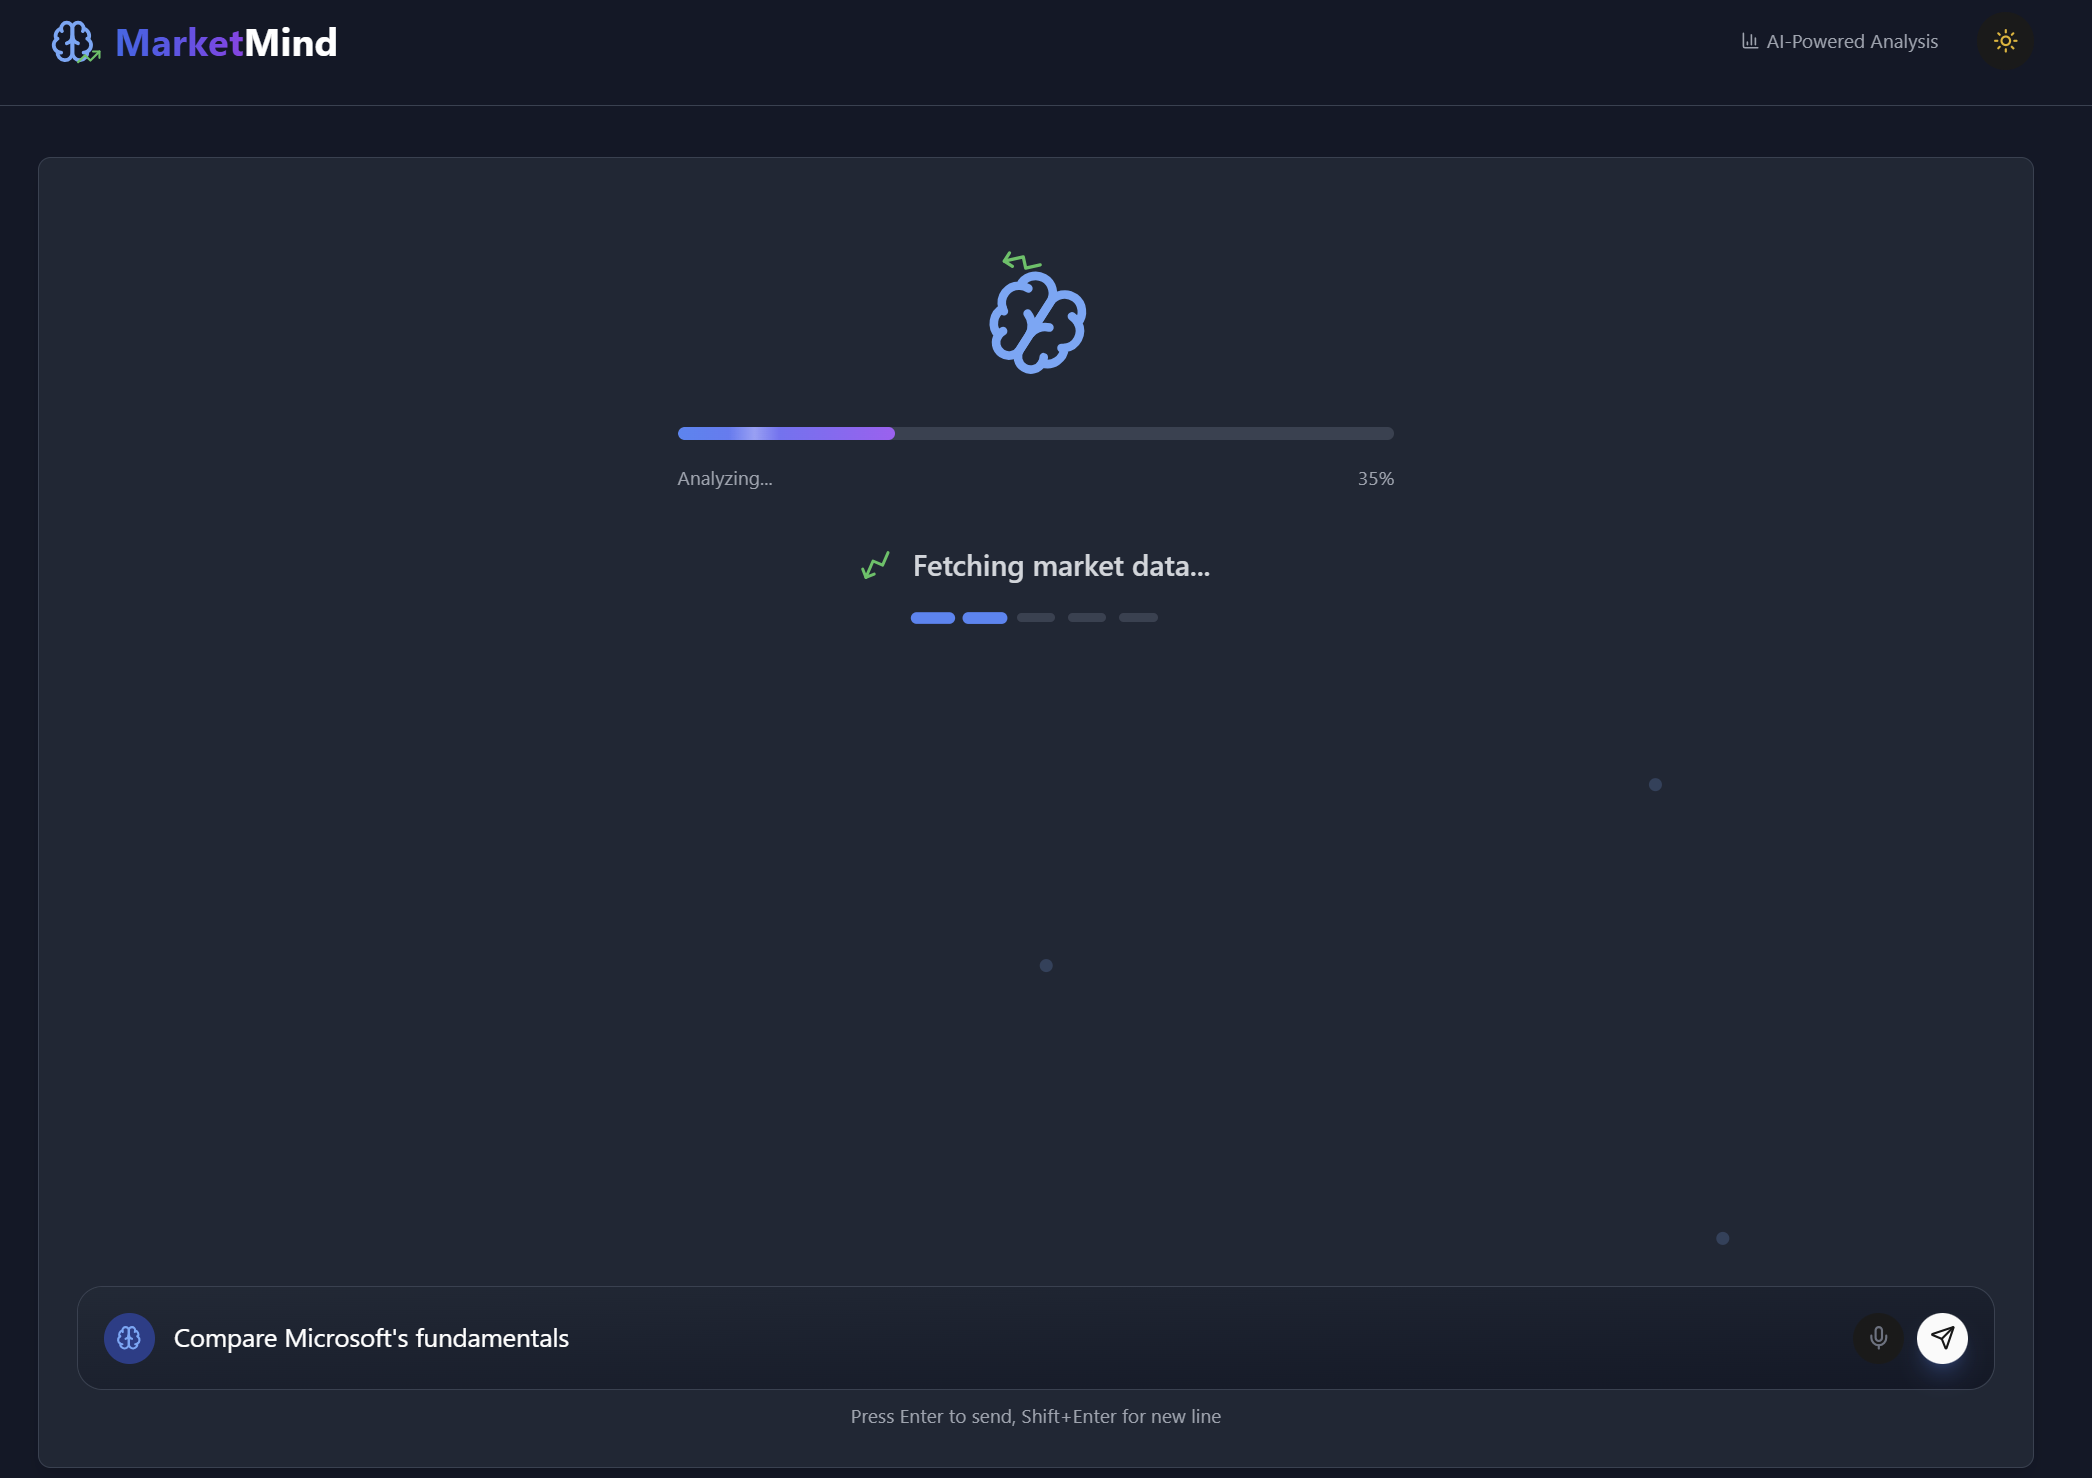 MarketMind
AI-Powered Analysis
Analyzing...
35%
Fetching market data...
Compare Microsoft's fundamentals
Press Enter to send, Shift+Enter for new line